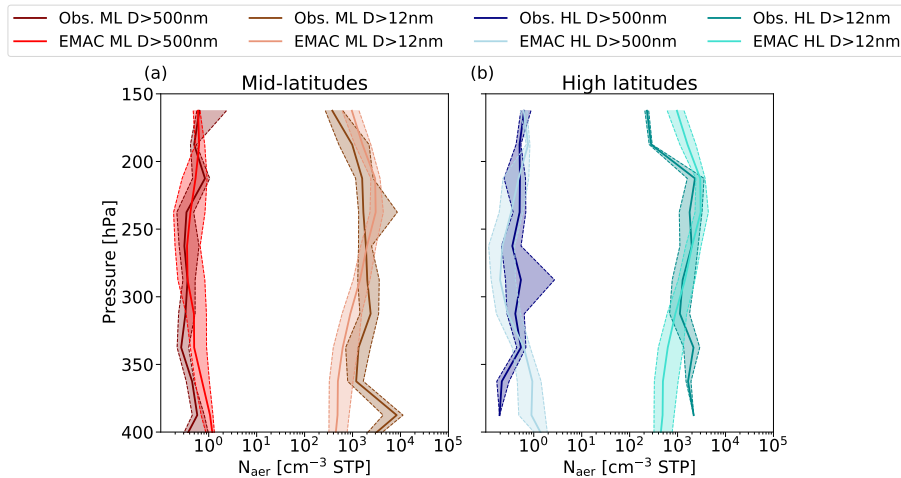 Obs. ML D>500nm Obs. ML D>12nm Obs. HL D>500nm Obs. HL D>12nm
EMAC ML D>500nm EMAC ML D>12nm EMAC HL D>500nm EMAC HL D>12nm
(a) Mid-latitudes
(b) High latitudes
150
200
250
300
350
400
Pressure [hPa]
10⁰ 10¹ 10² 10³ 10⁴ 10⁵
10⁰ 10¹ 10² 10³ 10⁴ 10⁵
N_aer [cm⁻³ STP]
N_aer [cm⁻³ STP]